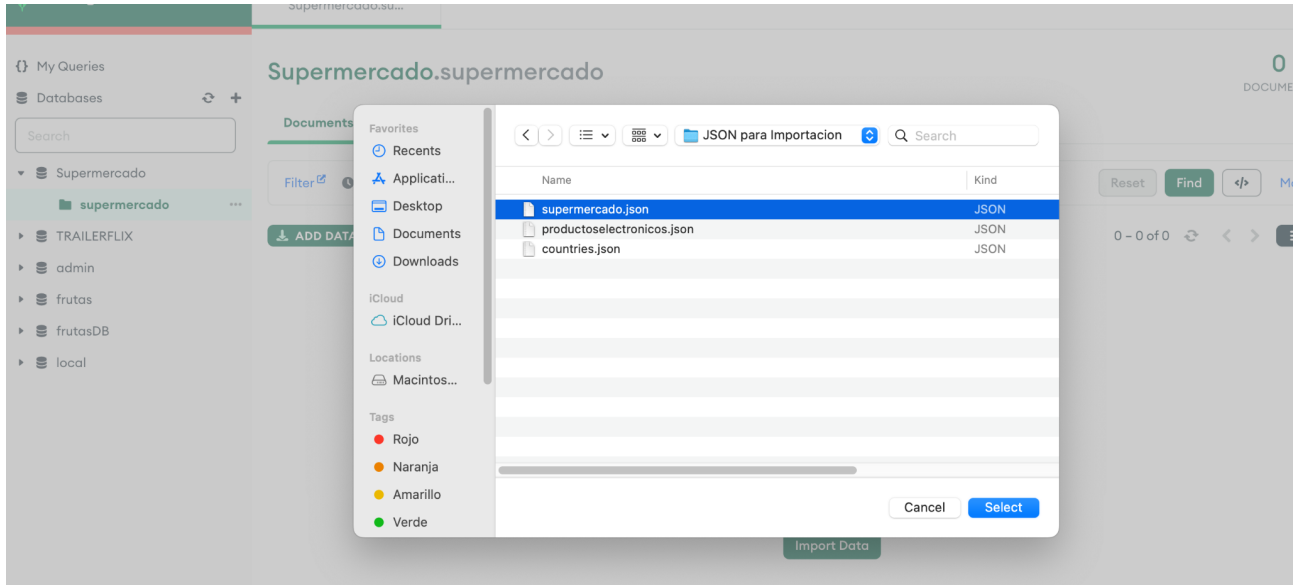 Supermercado.su...
My Queries
Databases
Search
Supermercado
supermercado
TRAILERFLIX
admin
frutas
frutasDB
local
Supermercado.supermercado
0
DOCUME
Documents
Filter
Reset
Find
</>
ADD DATA
0 – 0 of 0
Favorites
Recents
Applicati...
Desktop
Documents
Downloads
iCloud
iCloud Dri...
Locations
Macintos...
Tags
Rojo
Naranja
Amarillo
Verde
JSON para Importacion
Search
Name Kind
supermercado.json JSON
productoselectronicos.json JSON
countries.json JSON
Cancel
Select
Import Data